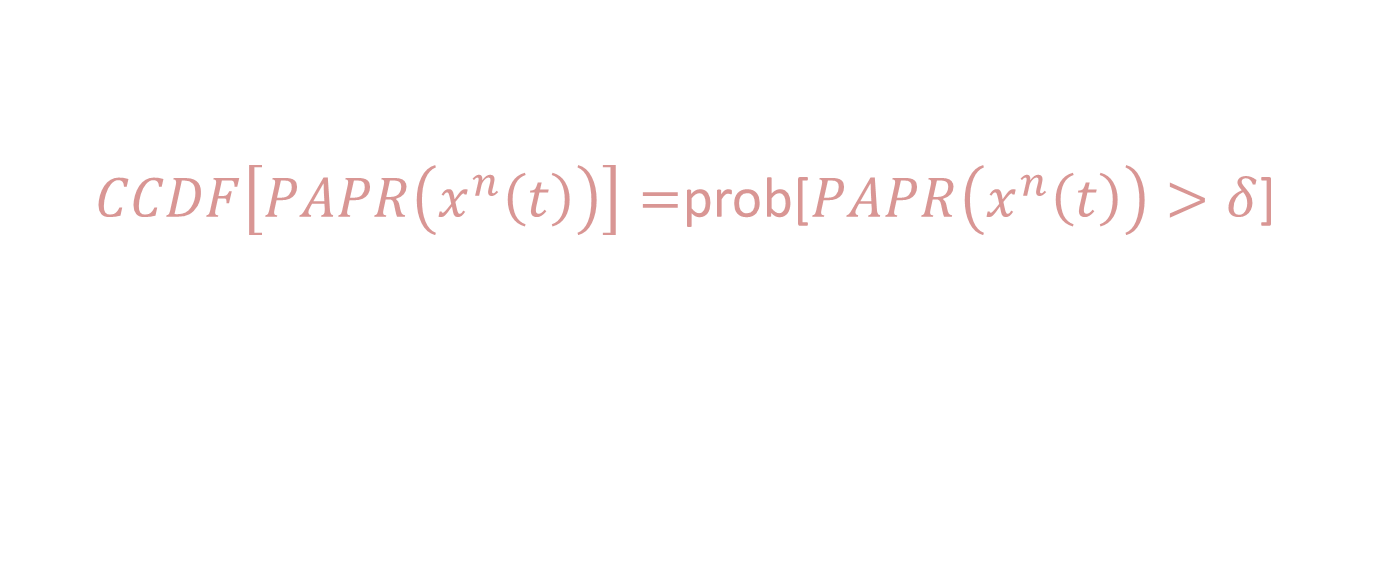 CCDF[PAPR(xⁿ(t))] =prob[PAPR(xⁿ(t)) > δ]